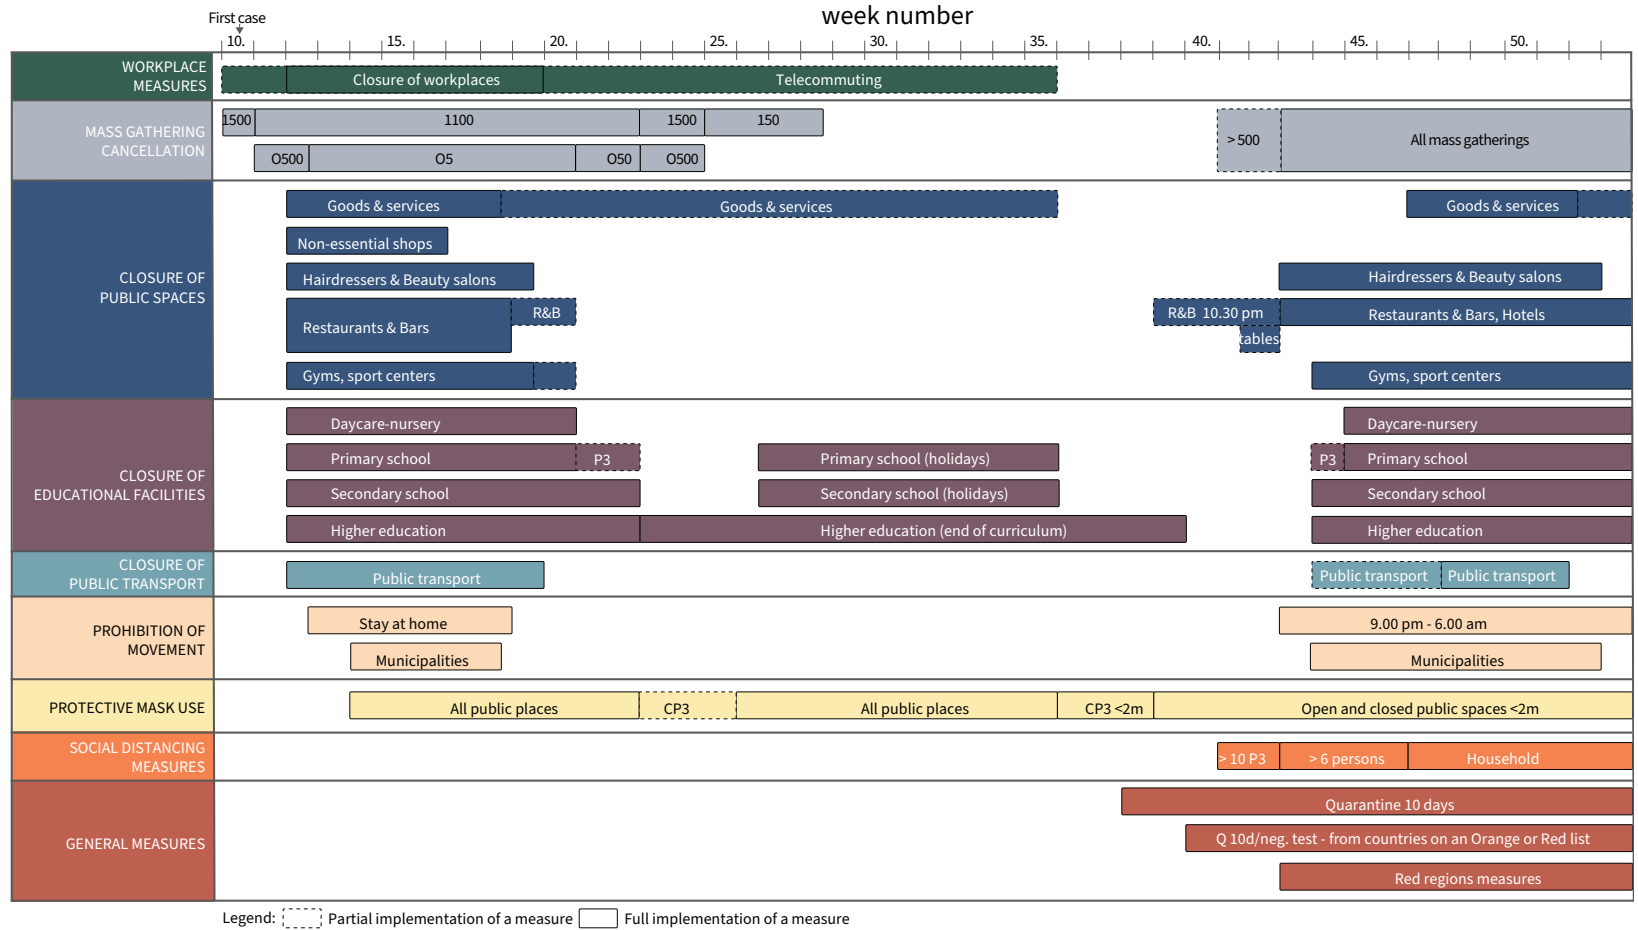 week number
First case
10. 15. 20. 25. 30. 35. 40. 45. 50.
WORKPLACE
MEASURES
Closure of workplaces Telecommuting
MASS GATHERING
CANCELLATION
I500 I100 I500 I50
O500 O5 O50 O500
> 500 All mass gatherings
CLOSURE OF
PUBLIC SPACES
Goods & services Goods & services Goods & services
Non-essential shops
Hairdressers & Beauty salons Hairdressers & Beauty salons
Restaurants & Bars R&B R&B 10.30 pm Restaurants & Bars, Hotels
tables
Gyms, sport centers Gyms, sport centers
CLOSURE OF
EDUCATIONAL FACILITIES
Daycare-nursery Daycare-nursery
Primary school P3 Primary school (holidays) P3 Primary school
Secondary school Secondary school (holidays) Secondary school
Higher education Higher education (end of curriculum) Higher education
CLOSURE OF
PUBLIC TRANSPORT
Public transport Public transport Public transport
PROHIBITION OF
MOVEMENT
Stay at home 9.00 pm - 6.00 am
Municipalities Municipalities
PROTECTIVE MASK USE
All public places CP3 All public places CP3 <2m Open and closed public spaces <2m
SOCIAL DISTANCING
MEASURES
> 10 P3 > 6 persons Household
GENERAL MEASURES
Quarantine 10 days
Q 10d/neg. test - from countries on an Orange or Red list
Red regions measures
Legend: Partial implementation of a measure Full implementation of a measure